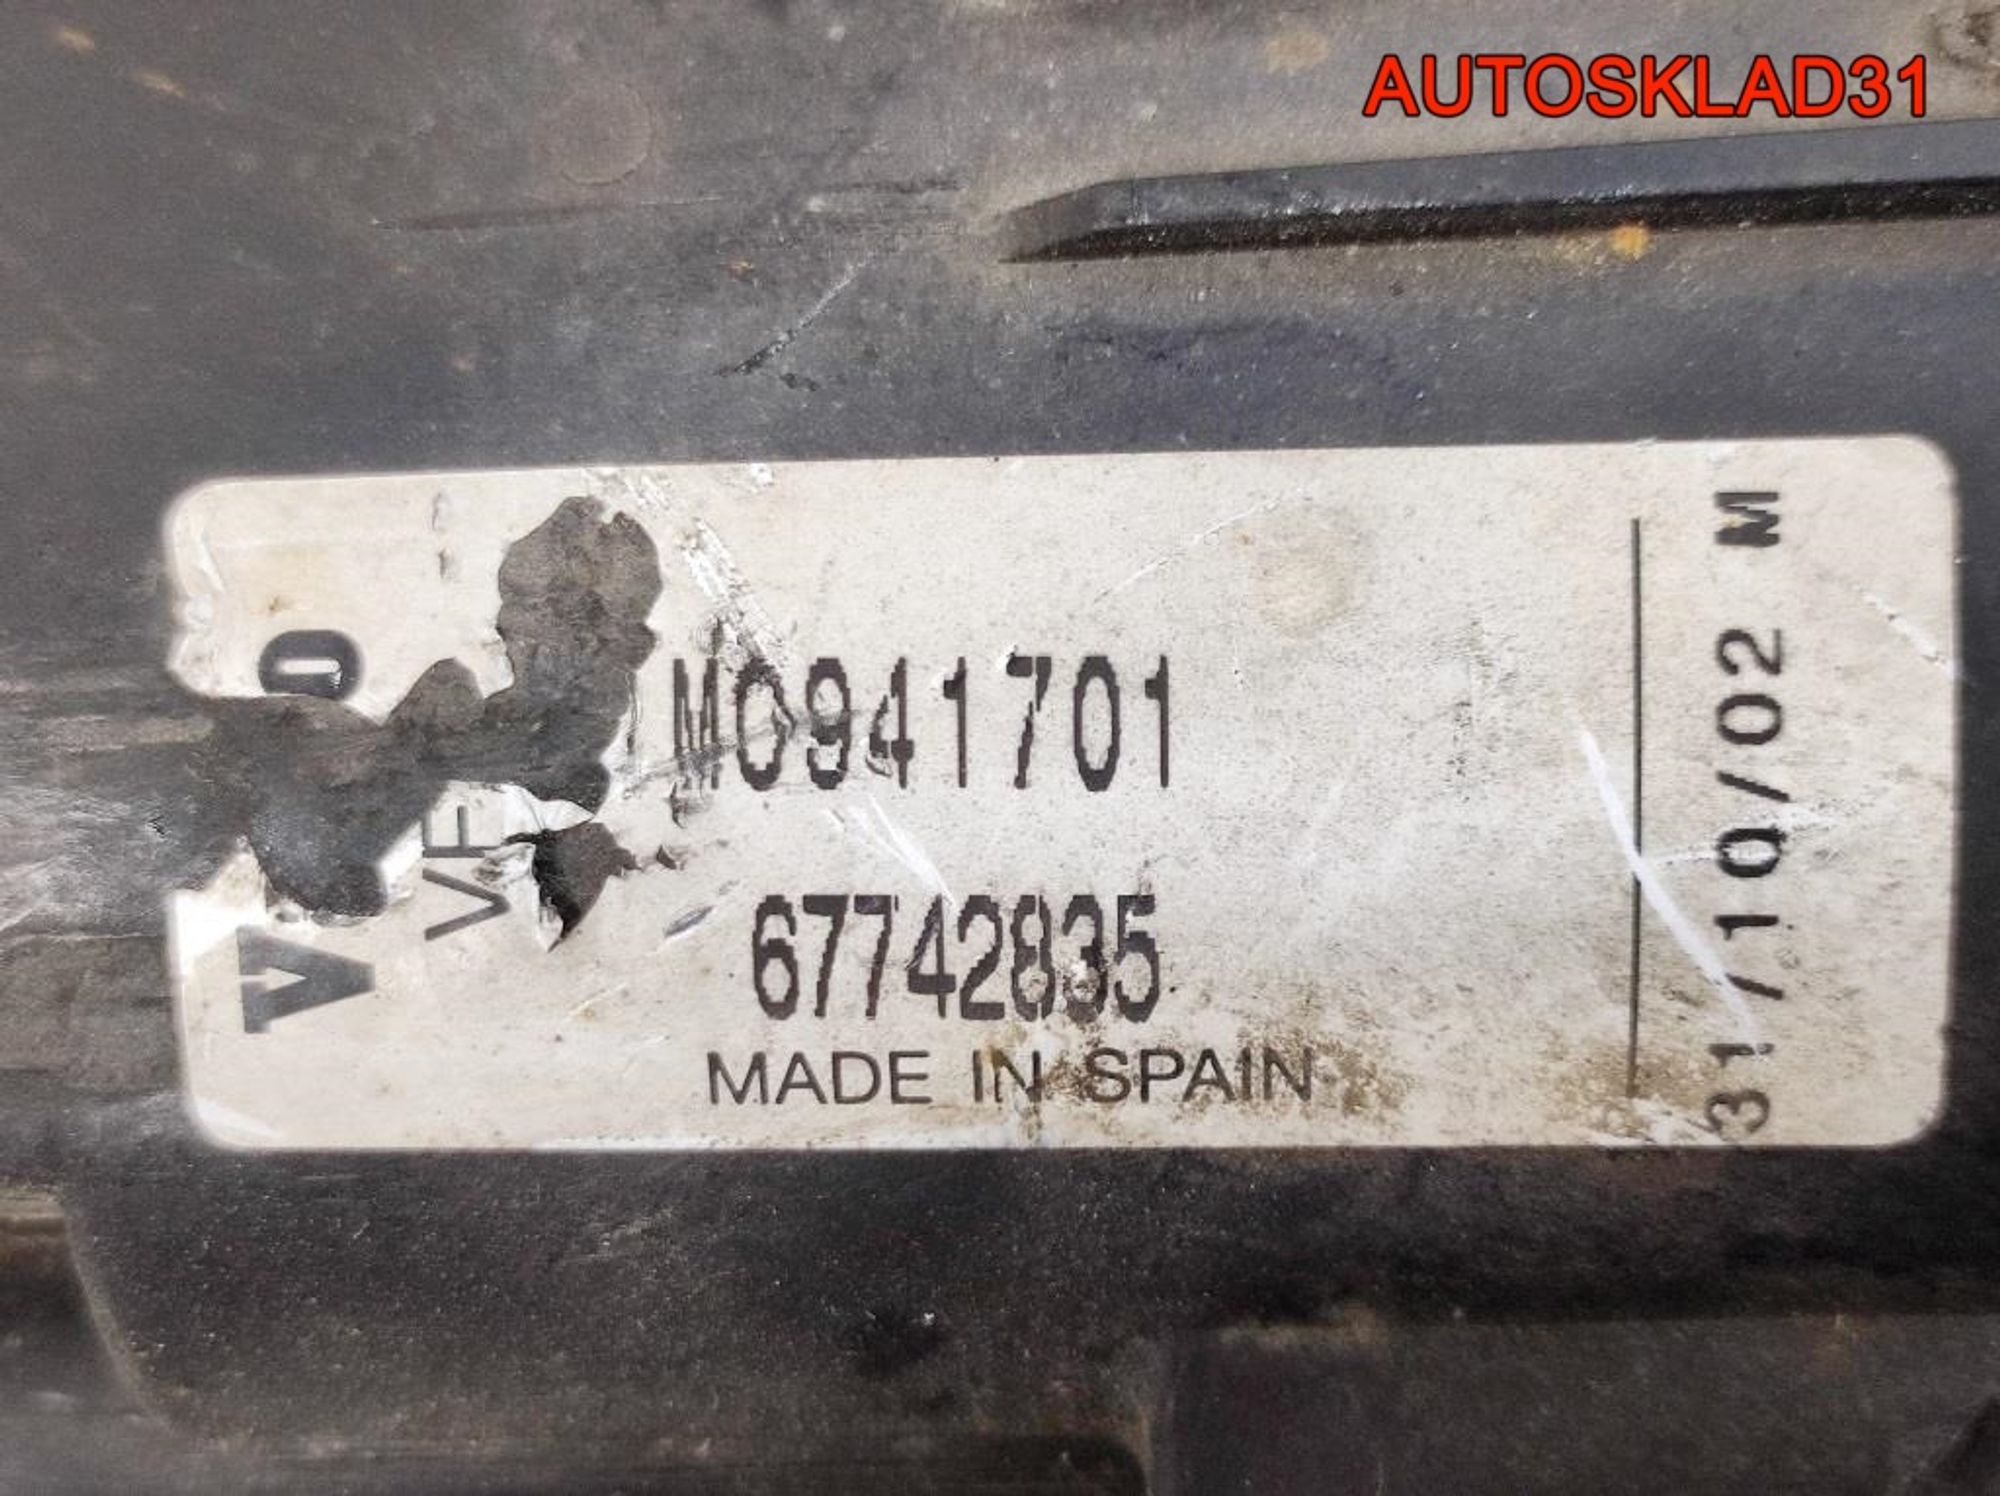 AUTOSKLAD31
M0941701
67742835
MADE IN SPAIN
31/10/02 M